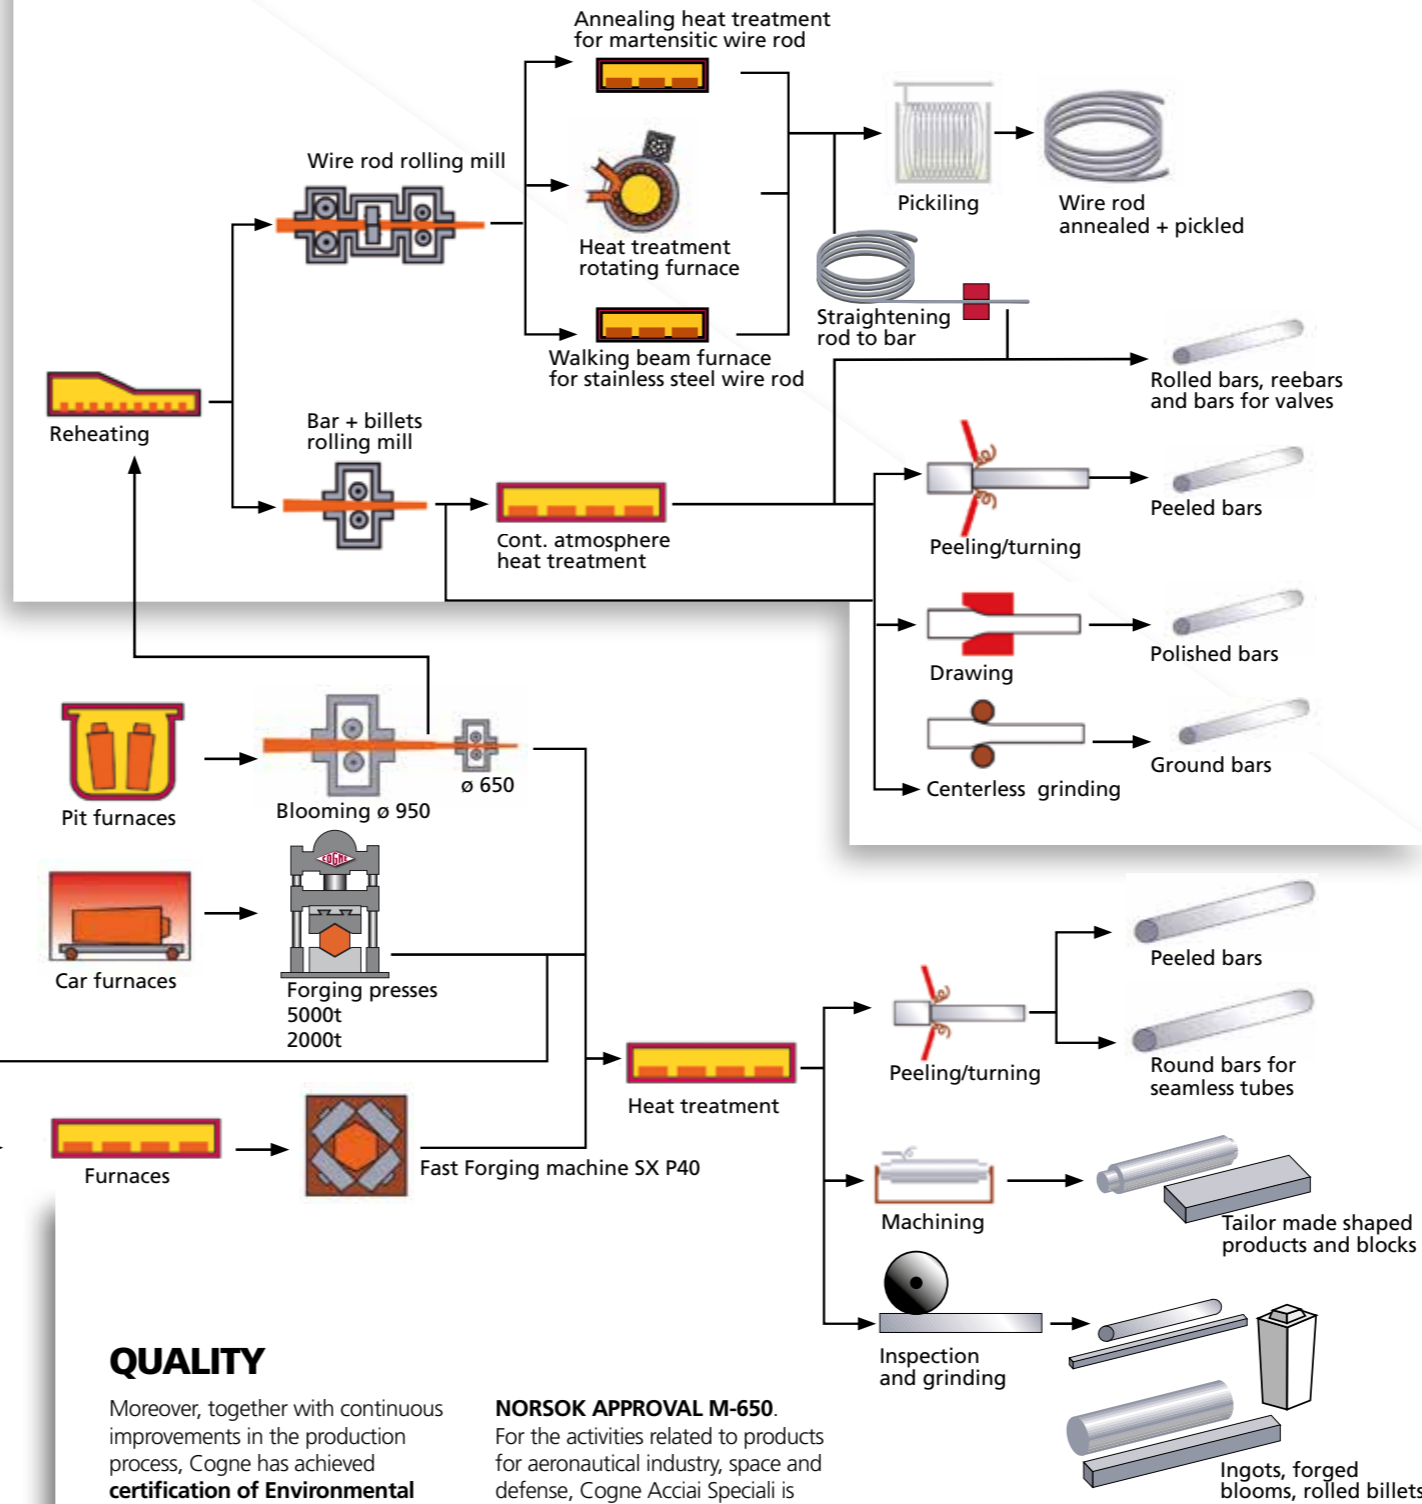 Annealing heat treatment
for martensitic wire rod
Wire rod rolling mill
Heat treatment
rotating furnace
Pickiling
Wire rod
annealed + pickled
Straightening
rod to bar
Walking beam furnace
for stainless steel wire rod
Rolled bars, reebars
and bars for valves
Reheating
Bar + billets
rolling mill
Cont. atmosphere
heat treatment
Peeling/turning
Peeled bars
Drawing
Polished bars
Centerless grinding
Ground bars
Pit furnaces
Blooming ø 950
ø 650
Car furnaces
COGNE
Forging presses
5000t
2000t
Furnaces
Fast Forging machine SX P40
Heat treatment
Peeling/turning
Peeled bars
Round bars for
seamless tubes
Machining
Tailor made shaped
products and blocks
Inspection
and grinding
Ingots, forged
blooms, rolled billets
QUALITY
Moreover, together with continuous
improvements in the production
process, Cogne has achieved
certification of Environmental
NORSOK APPROVAL M-650.
For the activities related to products
for aeronautical industry, space and
defense, Cogne Acciai Speciali is